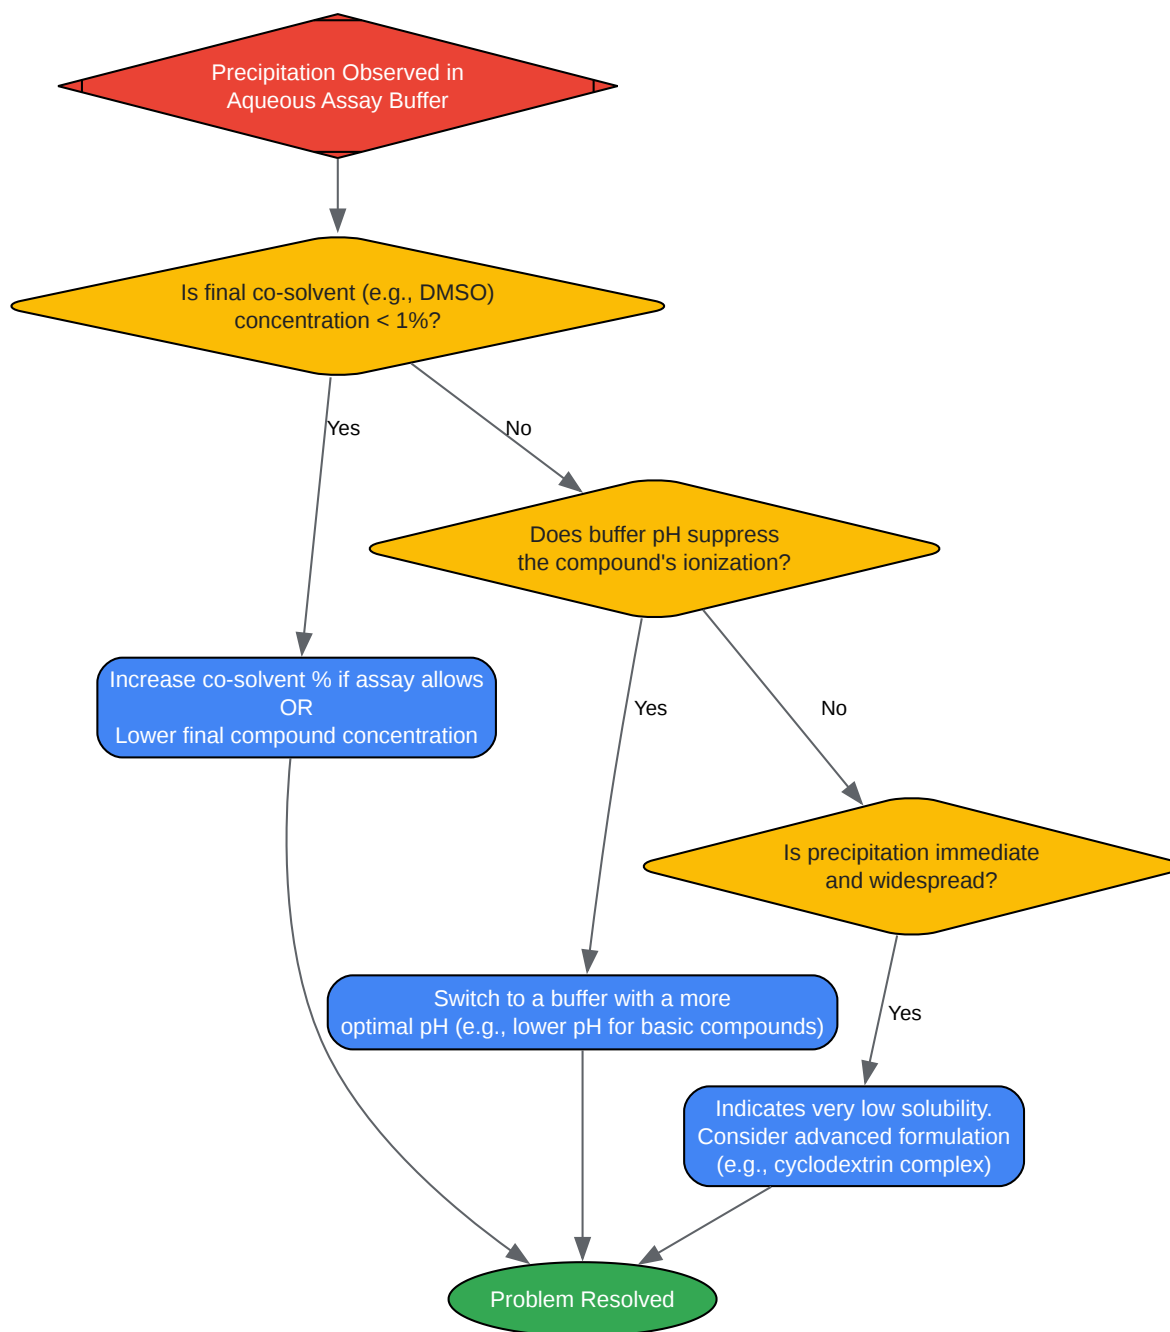 Precipitation Observed in
Aqueous Assay Buffer
Is final co-solvent (e.g., DMSO)
concentration < 1%?
Yes
No
Does buffer pH suppress
the compound's ionization?
Increase co-solvent % if assay allows
OR
Lower final compound concentration
Yes
No
Is precipitation immediate
and widespread?
Switch to a buffer with a more
optimal pH (e.g., lower pH for basic compounds)
Yes
Indicates very low solubility.
Consider advanced formulation
(e.g., cyclodextrin complex)
Problem Resolved